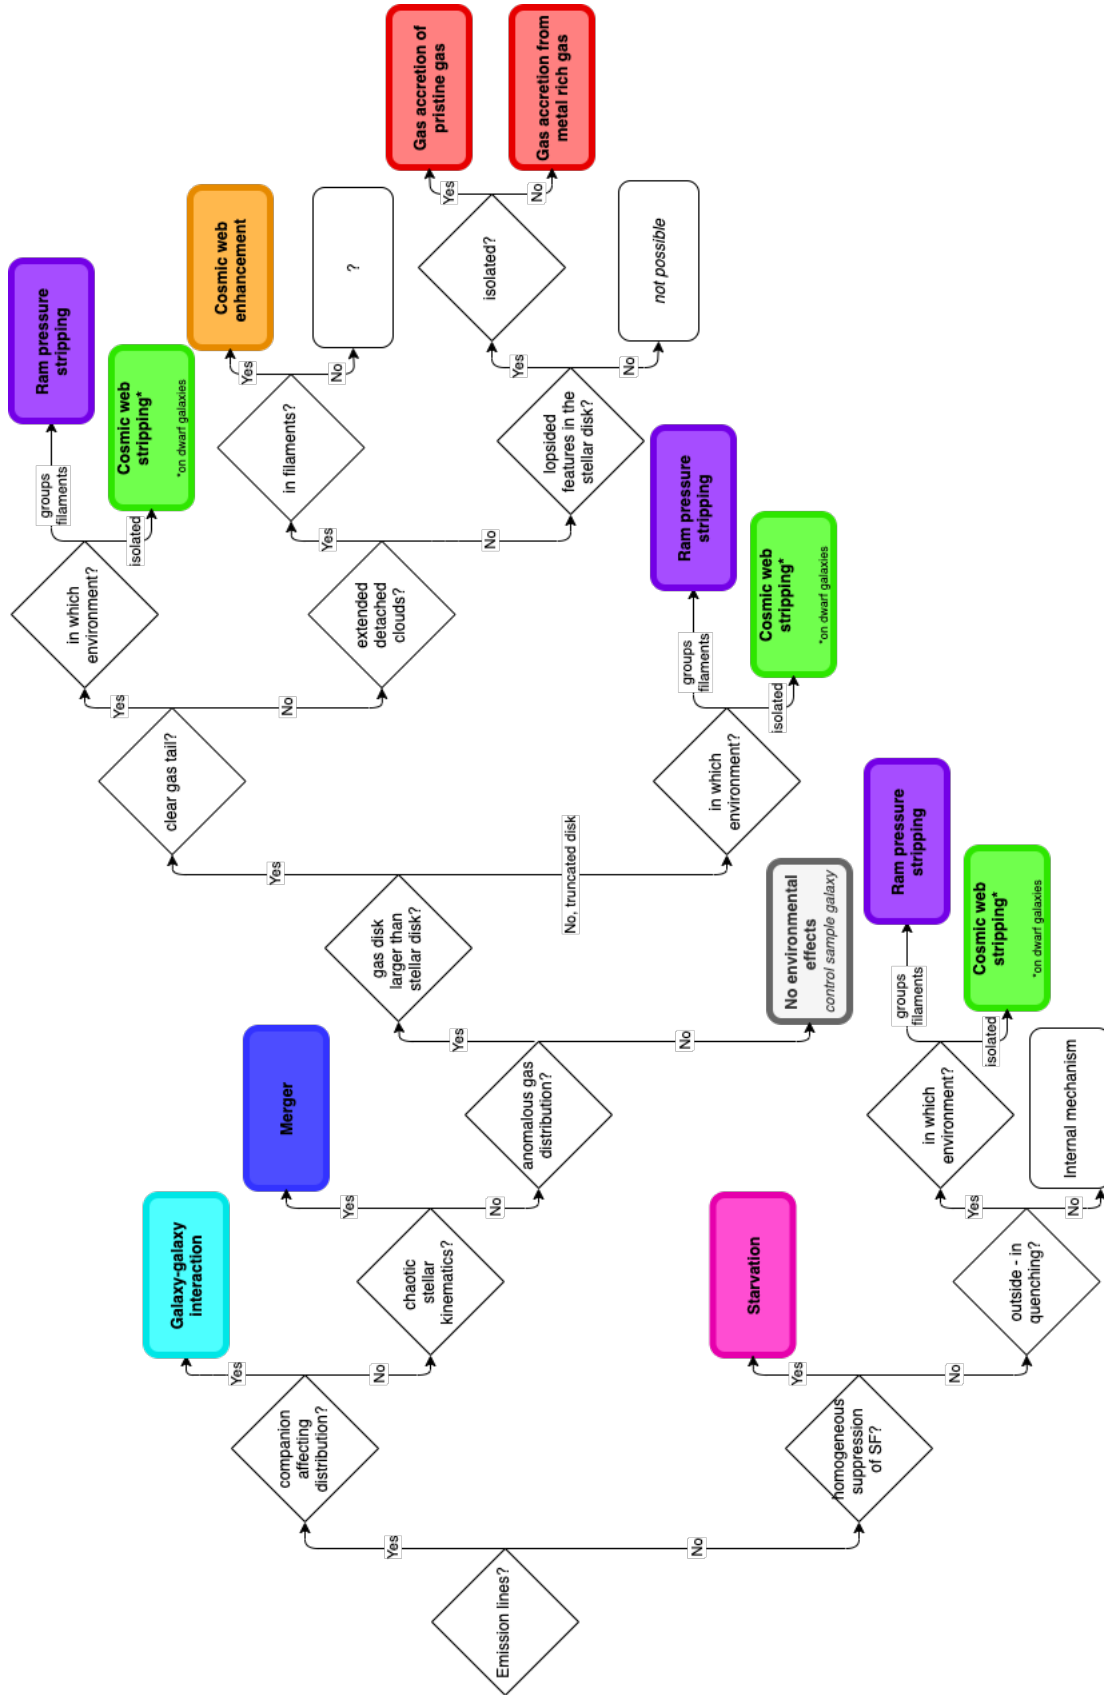 Emission lines?
Yes
No
companion
affecting
distribution?
Yes
No
Galaxy-galaxy
interaction
chaotic
stellar
kinematics?
Yes
No
Merger
anomalous gas
distribution?
Yes
No
gas disk
larger than
stellar disk?
Yes
No, truncated disk
No environmental
effects
control sample galaxy
clear gas tail?
Yes
No
in which
environment?
groups
filaments
isolated
Ram pressure
stripping
Cosmic web
stripping*
*on dwarf galaxies
extended
detached
clouds?
Yes
No
in filaments?
Yes
No
Cosmic web
enhancement
?
lopsided
features in the
stellar disk?
Yes
No
isolated?
Yes
No
Gas accretion of
pristine gas
Gas accretion from
metal rich gas
not possible
in which
environment?
groups
filaments
isolated
Ram pressure
stripping
Cosmic web
stripping*
*on dwarf galaxies
homogeneous
suppression
of SF?
Yes
No
Starvation
outside - in
quenching?
Yes
No
in which
environment?
groups
filaments
isolated
Ram pressure
stripping
Cosmic web
stripping*
*on dwarf galaxies
Internal mechanism